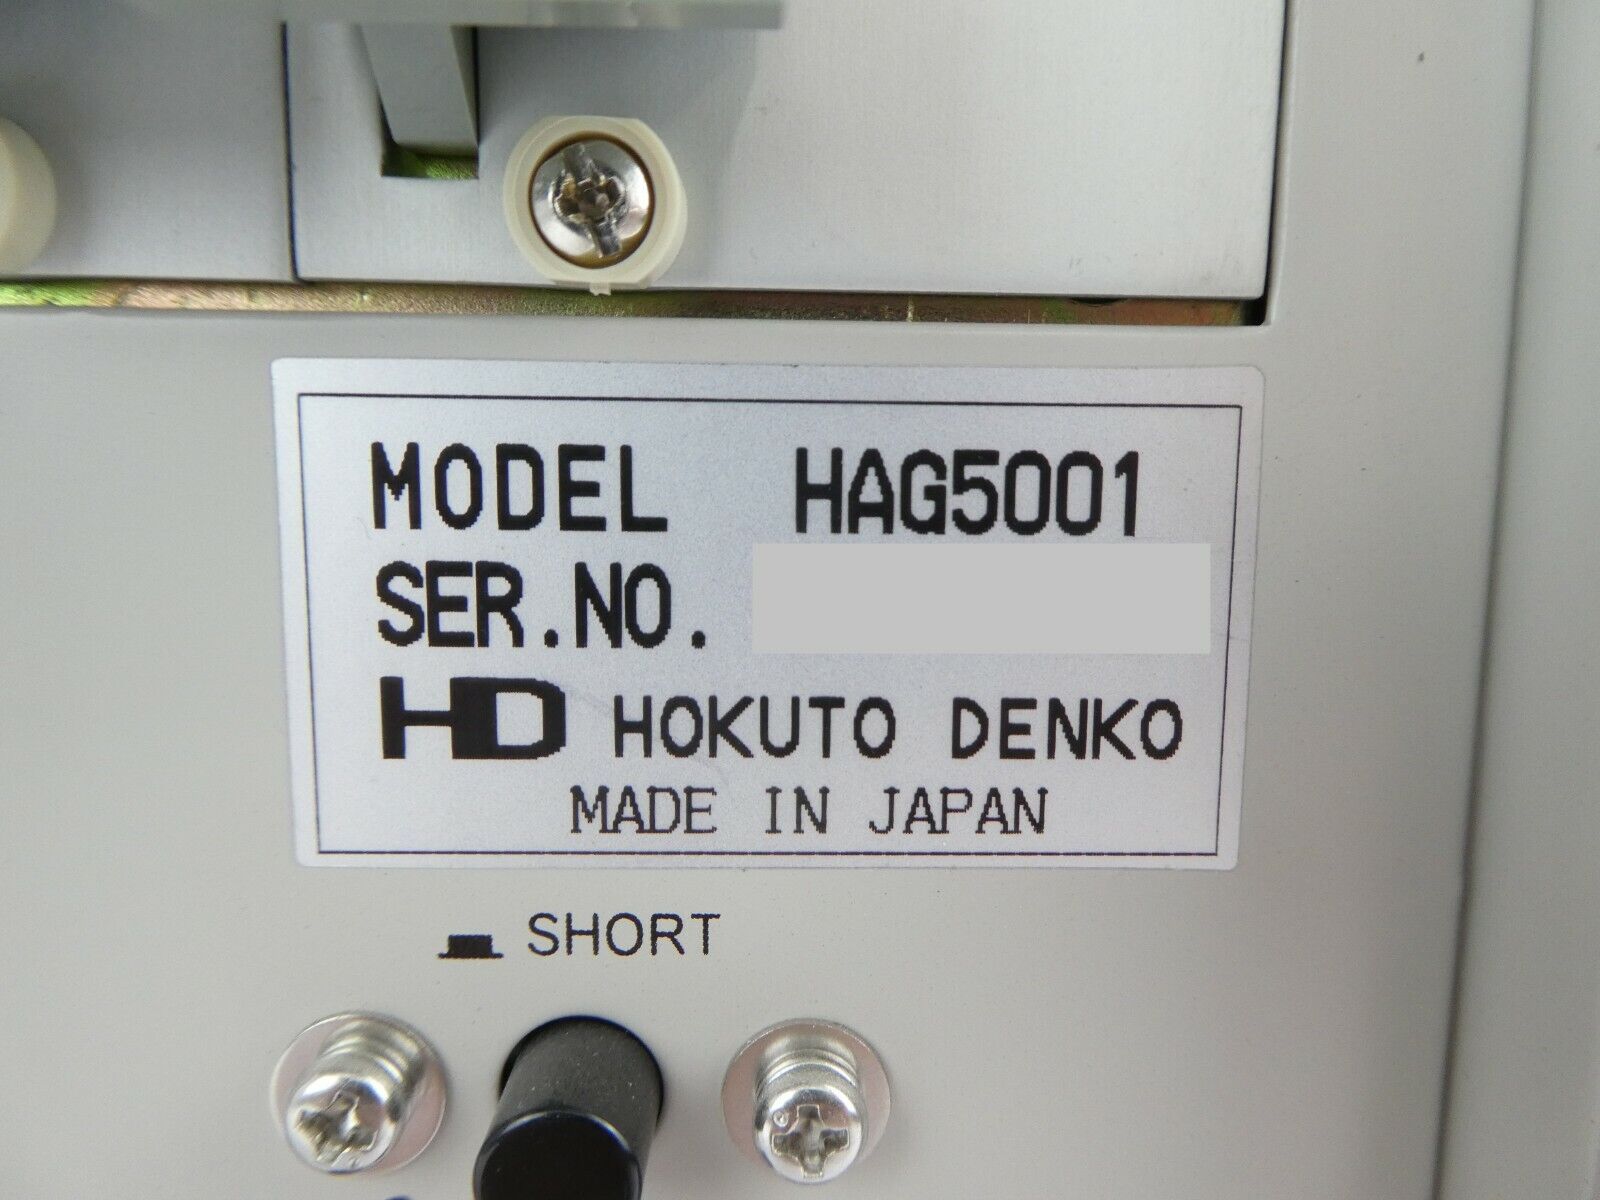 MODEL HAG5001
SER.NO.
HD HOKUTO DENKO
MADE IN JAPAN
SHORT